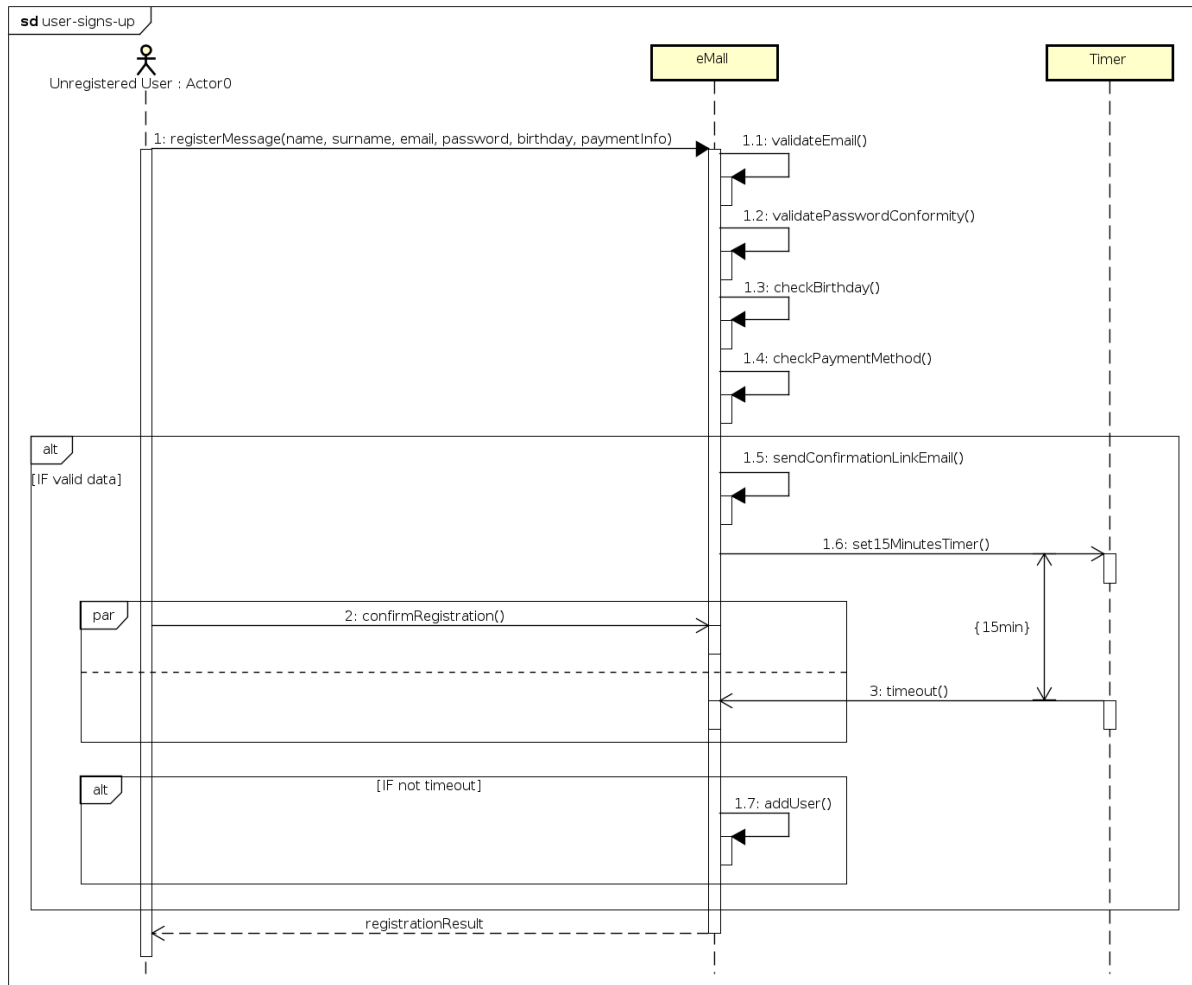 sd user-signs-up
Unregistered User : Actor0
eMall
Timer
1: registerMessage(name, surname, email, password, birthday, paymentInfo)
1.1: validateEmail()
1.2: validatePasswordConformity()
1.3: checkBirthday()
1.4: checkPaymentMethod()
alt
[IF valid data]
1.5: sendConfirmationLinkEmail()
1.6: set15MinutesTimer()
par
2: confirmRegistration()
{15min}
3: timeout()
alt
[IF not timeout]
1.7: addUser()
registrationResult